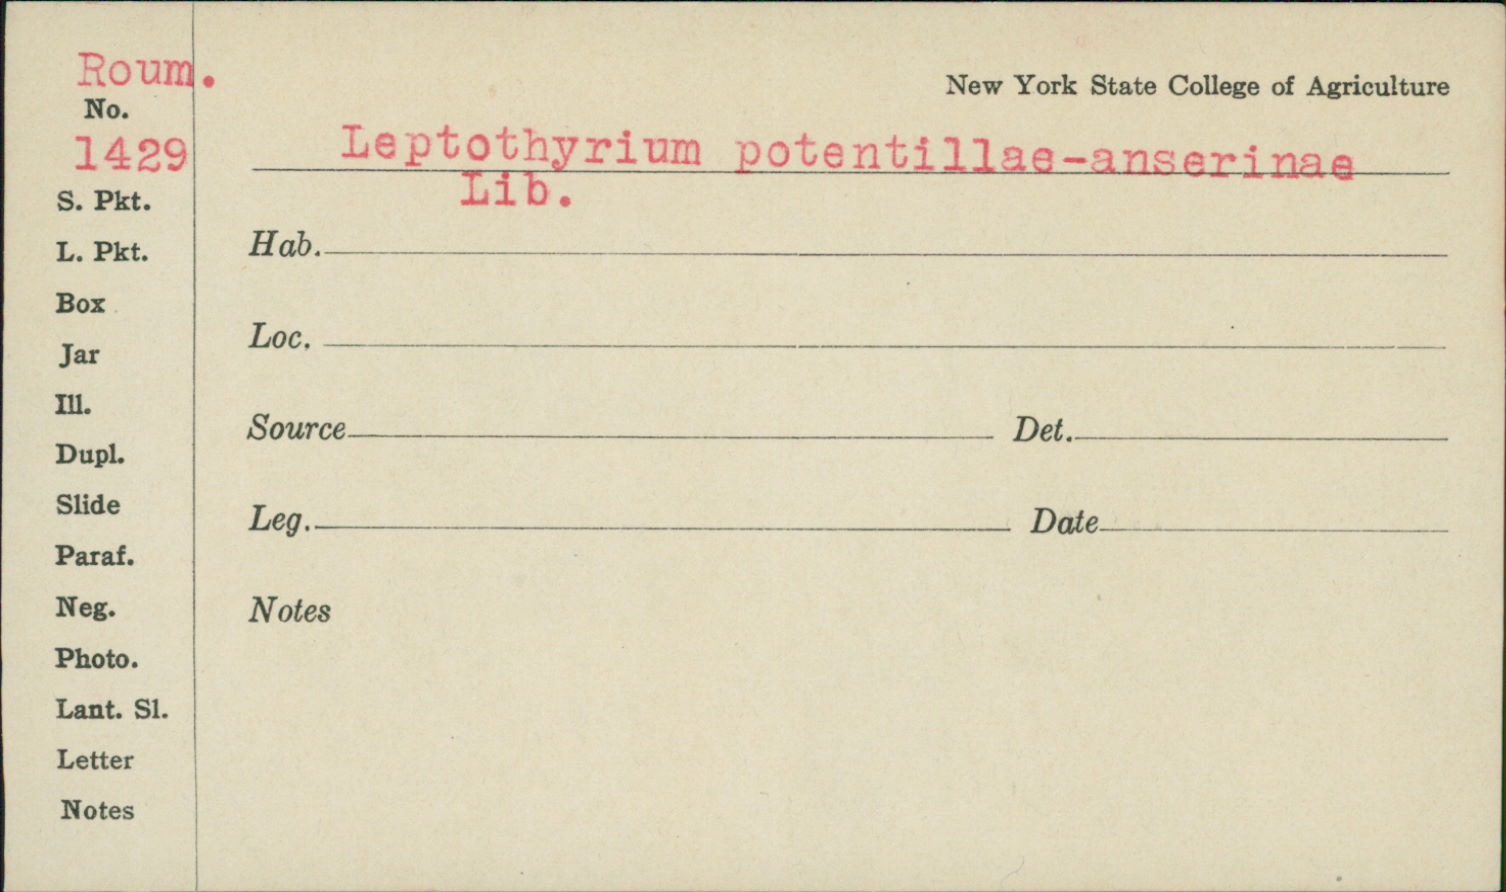 Roum.
No.
1429
S. Pkt.
L. Pkt.
Box
Jar
Ill.
Dupl.
Slide
Paraf.
Neg.
Photo.
Lant. Sl.
Letter
Notes
New York State College of Agriculture
Leptothyrium potentillae-anserinae
Lib.
Hab.
Loc.
Source Det.
Leg. Date
Notes